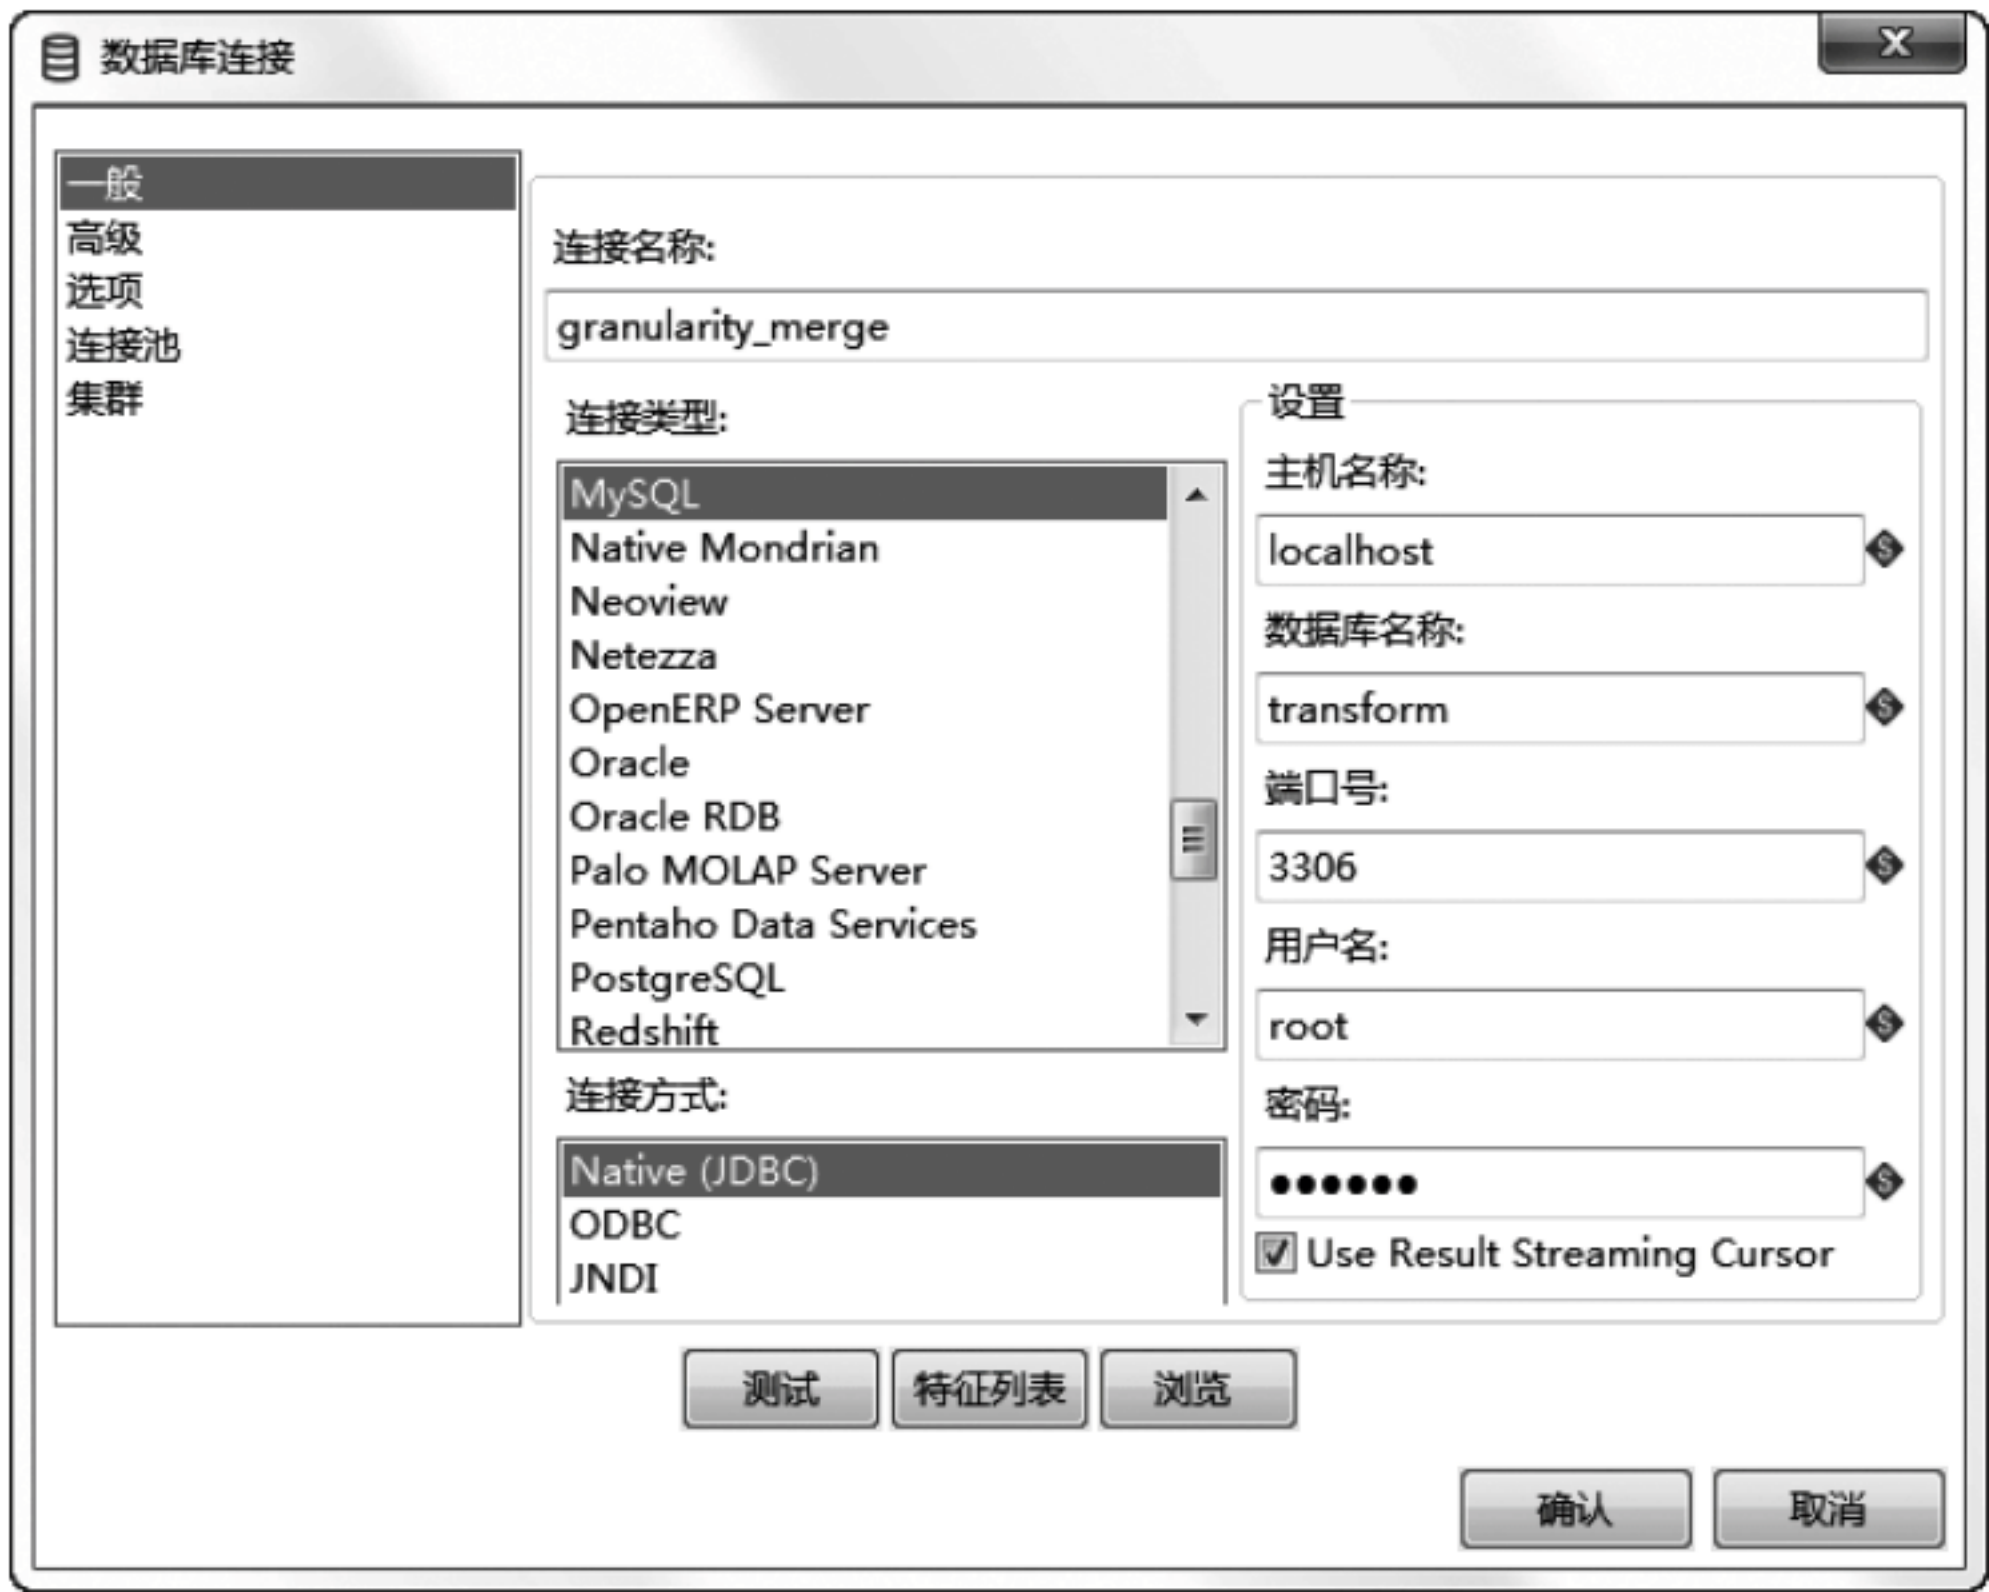 数据库连接
一般
高级
选项
连接池
集群
连接名称:
granularity_merge
连接类型:
MySQL
Native Mondrian
Neoview
Netezza
OpenERP Server
Oracle
Oracle RDB
Palo MOLAP Server
Pentaho Data Services
PostgreSQL
Redshift
连接方式:
Native (JDBC)
ODBC
JNDI
设置
主机名称:
localhost
数据库名称:
transform
端口号:
3306
用户名:
root
密码:
●●●●●●
Use Result Streaming Cursor
测试
特征列表
浏览
确认
取消